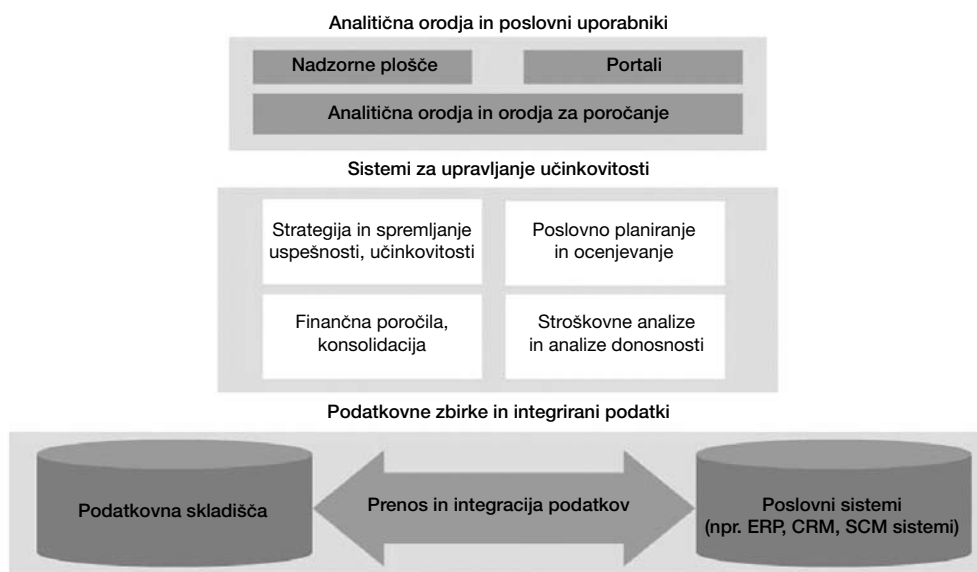 Analitična orodja in poslovni uporabniki
Nadzorne plošče
Portali
Analitična orodja in orodja za poročanje
Sistemi za upravljanje učinkovitosti
Strategija in spremljanje
uspešnosti, učinkovitosti
Poslovno planiranje
in ocenjevanje
Finančna poročila,
konsolidacija
Stroškovne analize
in analize donosnosti
Podatkovne zbirke in integrirani podatki
Podatkovna skladišča
Prenos in integracija podatkov
Poslovni sistemi
(npr. ERP, CRM, SCM sistemi)